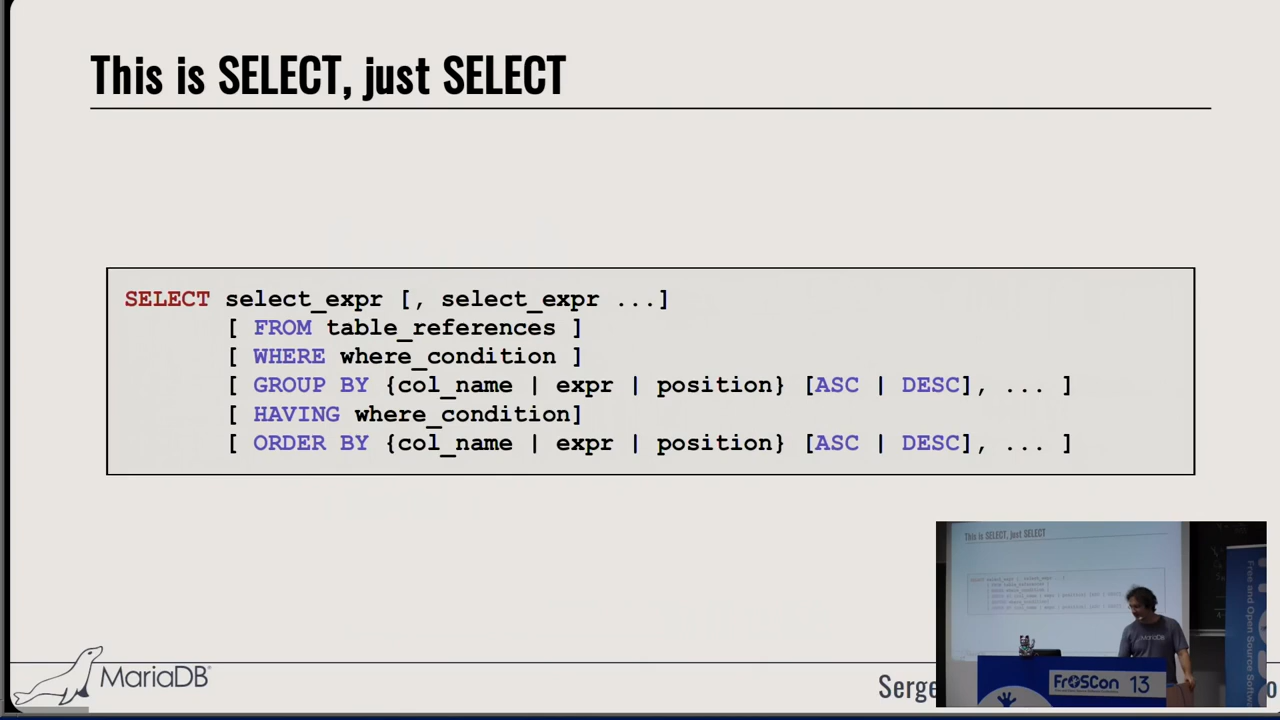 This is SELECT, just SELECT
SELECT select_expr [, select_expr ...]
[ FROM table_references ]
[ WHERE where_condition ]
[ GROUP BY {col_name | expr | position} [ASC | DESC], ... ]
[ HAVING where_condition]
[ ORDER BY {col_name | expr | position} [ASC | DESC], ... ]
MariaDB
Serge
This is SELECT, just SELECT
MariaDB
FrOSCon 13
Free and Open Source Softw